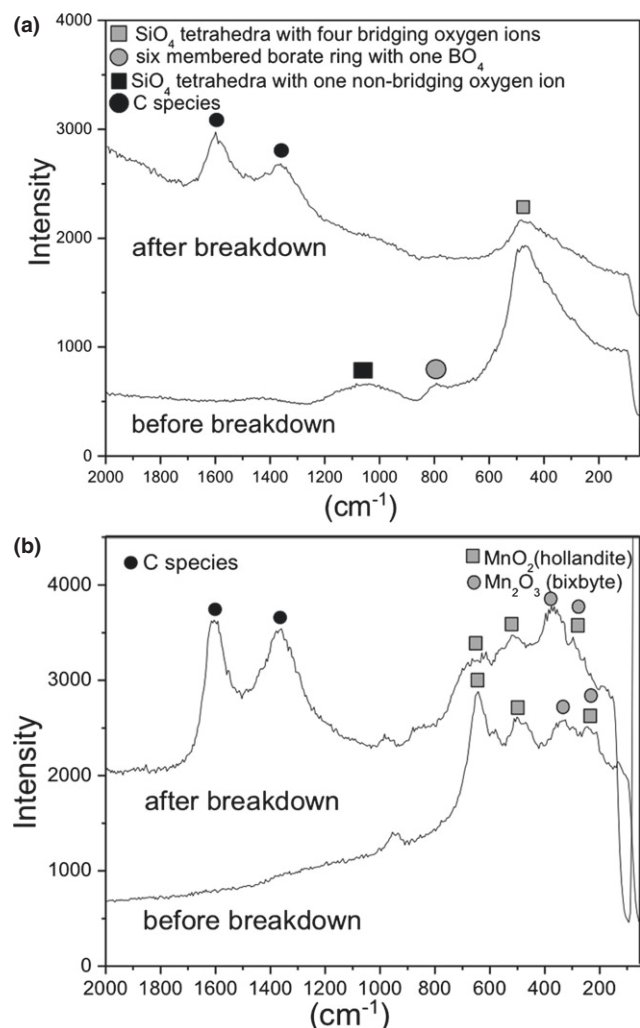 (a)
4000
SiO4 tetrahedra with four bridging oxygen ions
six membered borate ring with one BO4
SiO4 tetrahedra with one non-bridging oxygen ion
C species
3000
Intensity
after breakdown
2000
1000
before breakdown
0
2000 1800 1600 1400 1200 1000 800 600 400 200
(cm-1)
(b)
C species
MnO2(hollandite)
Mn2O3 (bixbyte)
4000
3000
Intensity
after breakdown
2000
1000
before breakdown
0
2000 1800 1600 1400 1200 1000 800 600 400 200
(cm-1)